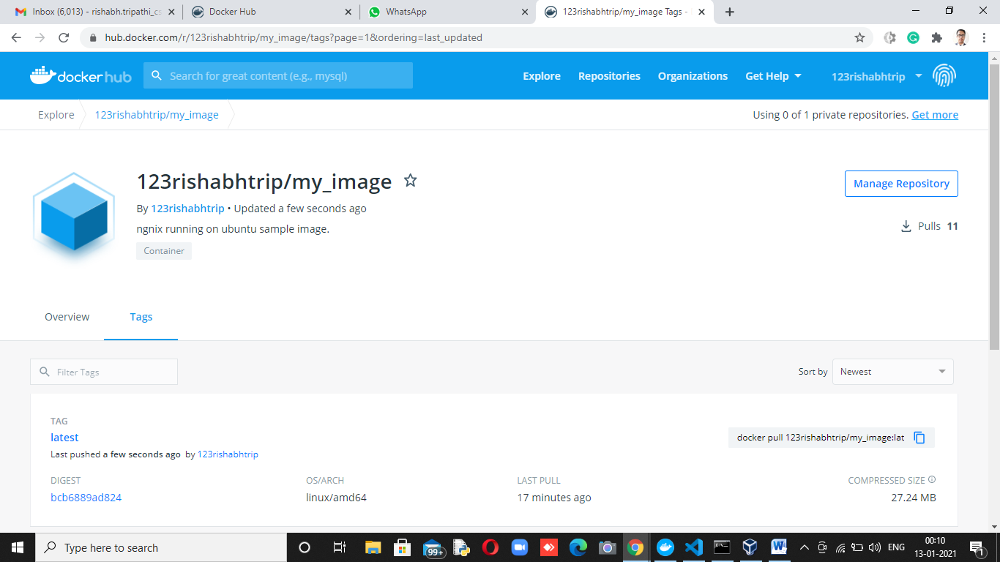 Inbox (6,013) - rishabh.tripathi_cs
Docker Hub
WhatsApp
123rishabhtrip/my_image Tags -
hub.docker.com/r/123rishabhtrip/my_image/tags?page=1&ordering=last_updated
dockerhub
Search for great content (e.g., mysql)
Explore
Repositories
Organizations
Get Help
123rishabhtrip
Explore
123rishabhtrip/my_image
Using 0 of 1 private repositories. Get more
123rishabhtrip/my_image
Manage Repository
By 123rishabhtrip • Updated a few seconds ago
ngnix running on ubuntu sample image.
Pulls 11
Container
Overview
Tags
Filter Tags
Sort by
Newest
TAG
latest
docker pull 123rishabhtrip/my_image:lat
Last pushed a few seconds ago by 123rishabhtrip
DIGEST
OS/ARCH
LAST PULL
COMPRESSED SIZE
bcb6889ad824
linux/amd64
17 minutes ago
27.24 MB
Type here to search
99+
ENG
00:10
13-01-2021
1